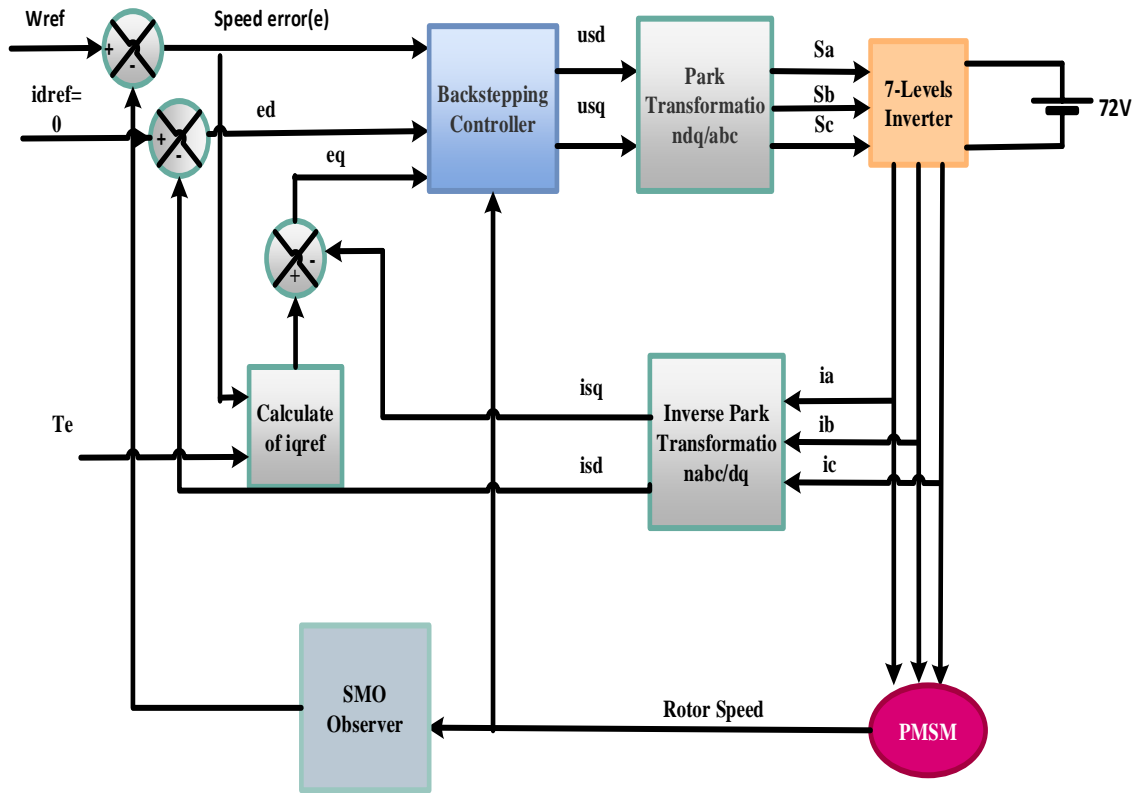 Wref
Speed error(e)
+
-
idref=
0
+
-
ed
eq
Backstepping
Controller
usd
usq
Park
Transformatio
ndq/abc
Sa
Sb
Sc
7-Levels
Inverter
72V
-
+
Te
Calculate
of iqref
isq
isd
Inverse Park
Transformatio
nabc/dq
ia
ib
ic
SMO
Observer
Rotor Speed
PMSM